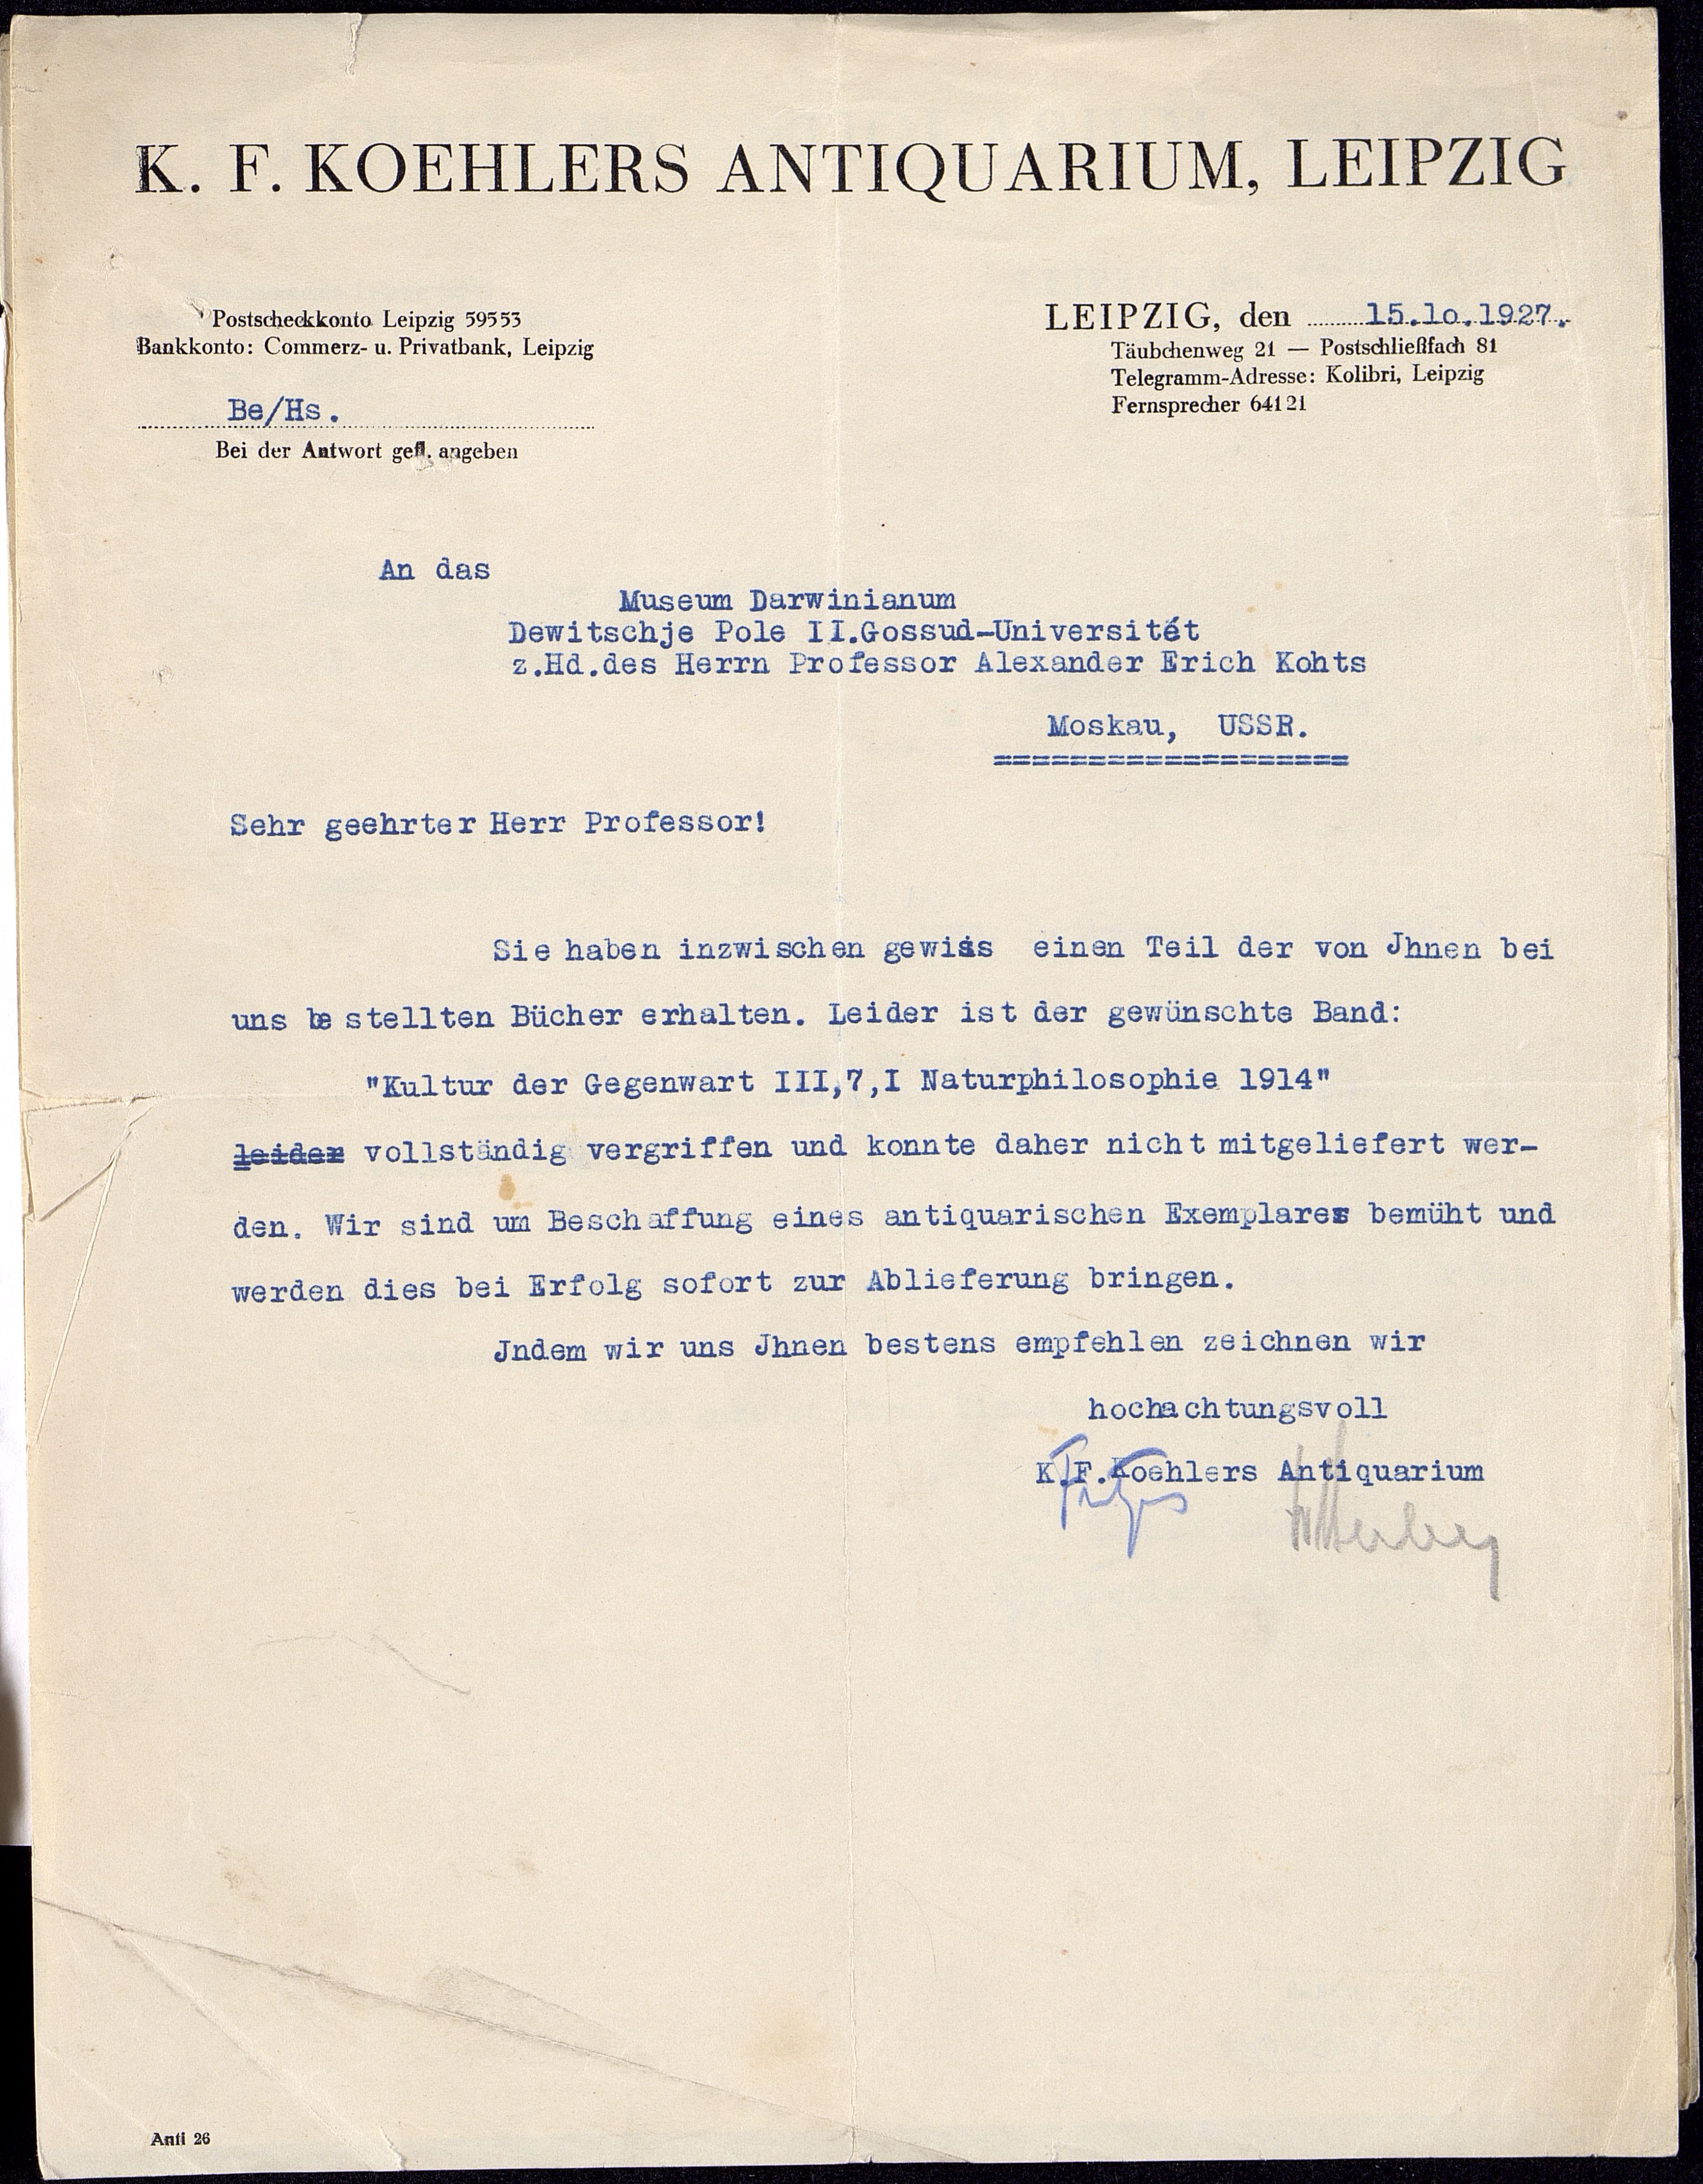 K. F. KOEHLERS ANTIQUARIUM, LEIPZIG
Postscheckkonto Leipzig 59553
Bankkonto: Commerz- u. Privatbank, Leipzig
Be/Hs.
Bei der Antwort gefl. angeben
LEIPZIG, den 15.10.1927.
Täubchenweg 21 — Postschließfach 81
Telegramm-Adresse: Kolibri, Leipzig
Fernsprecher 64121
An das
Museum Darwinianum
Dewitschje Pole II.Gossud-Universitét
z.Hd.des Herrn Professor Alexander Erich Kohts
Moskau, USSR.
===================
Sehr geehrter Herr Professor!
Sie haben inzwischen gewiss einen Teil der von Jhnen bei
uns bestellten Bücher erhalten. Leider ist der gewünschte Band:
"Kultur der Gegenwart III,7,I Naturphilosophie 1914"
leider vollständig vergriffen und konnte daher nicht mitgeliefert wer-
den. Wir sind um Beschaffung eines antiquarischen Exemplares bemüht und
werden dies bei Erfolg sofort zur Ablieferung bringen.
Jndem wir uns Jhnen bestens empfehlen zeichnen wir
hochachtungsvoll
K.F.Koehlers Antiquarium
Anti 26